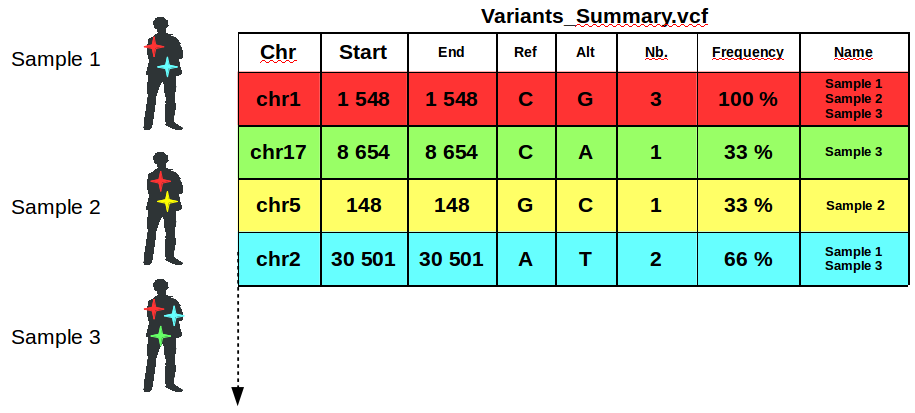 Variants_Summary.vcf
Sample 1
Chr Start End Ref Alt Nb. Frequency Name
chr1 1 548 1 548 C G 3 100 % Sample 1
Sample 2
Sample 3
chr17 8 654 8 654 C A 1 33 % Sample 3
Sample 2
chr5 148 148 G C 1 33 % Sample 2
chr2 30 501 30 501 A T 2 66 % Sample 1
Sample 3
Sample 3